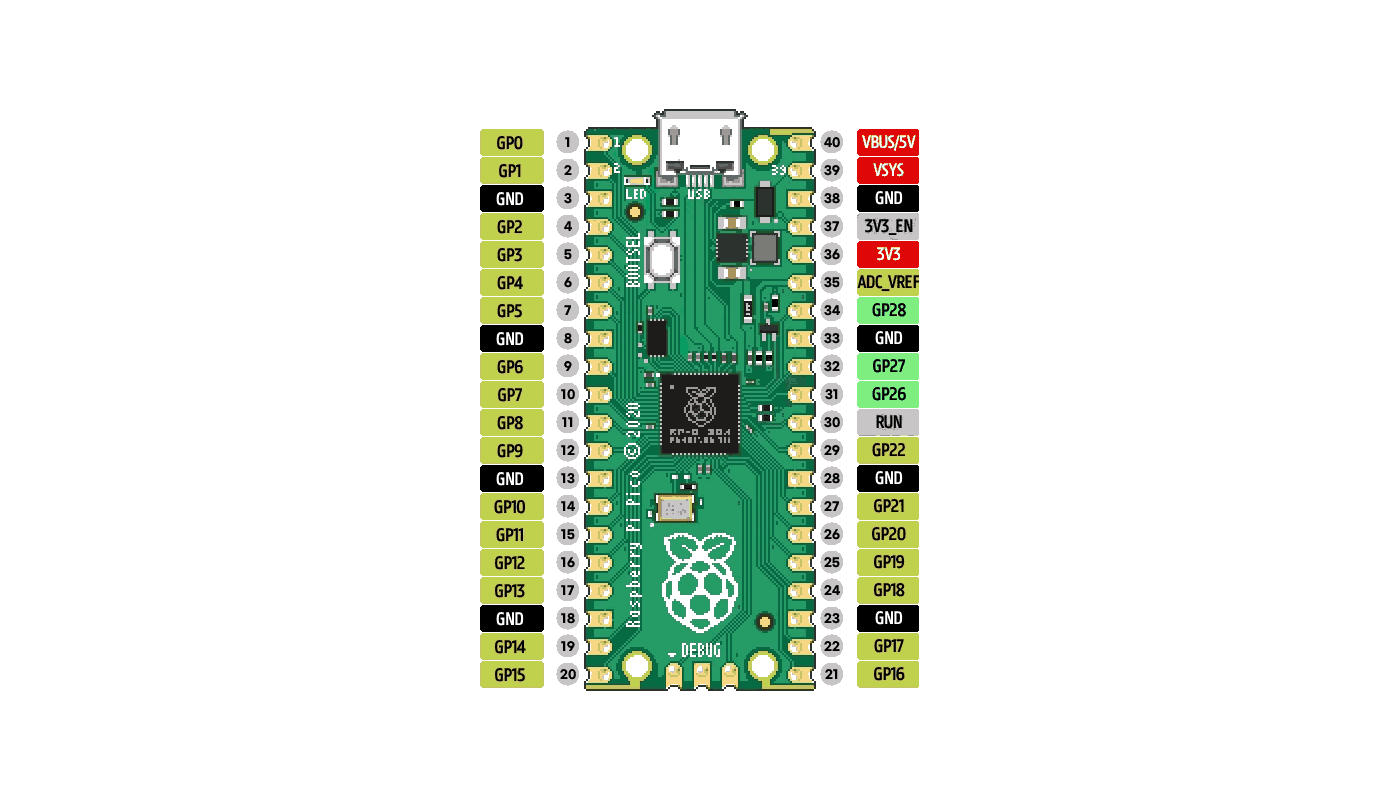 GP0 1 1 40 VBUS/5V
GP1 2 2 39 39 VSYS
GND 3 LED USB 38 GND
GP2 4 37 3V3_EN
GP3 5 BOOTSEL 36 3V3
GP4 6 35 ADC_VREF
GP5 7 34 GP28
GND 8 33 GND
GP6 9 32 GP27
GP7 10 31 GP26
GP8 11 30 RUN
GP9 12 29 GP22
GND 13 28 GND
GP10 14 27 GP21
GP11 15 26 GP20
GP12 16 25 GP19
GP13 17 24 GP18
GND 18 23 GND
GP14 19 DEBUG 22 GP17
GP15 20 21 GP16
Raspberry Pi Pico © 2020